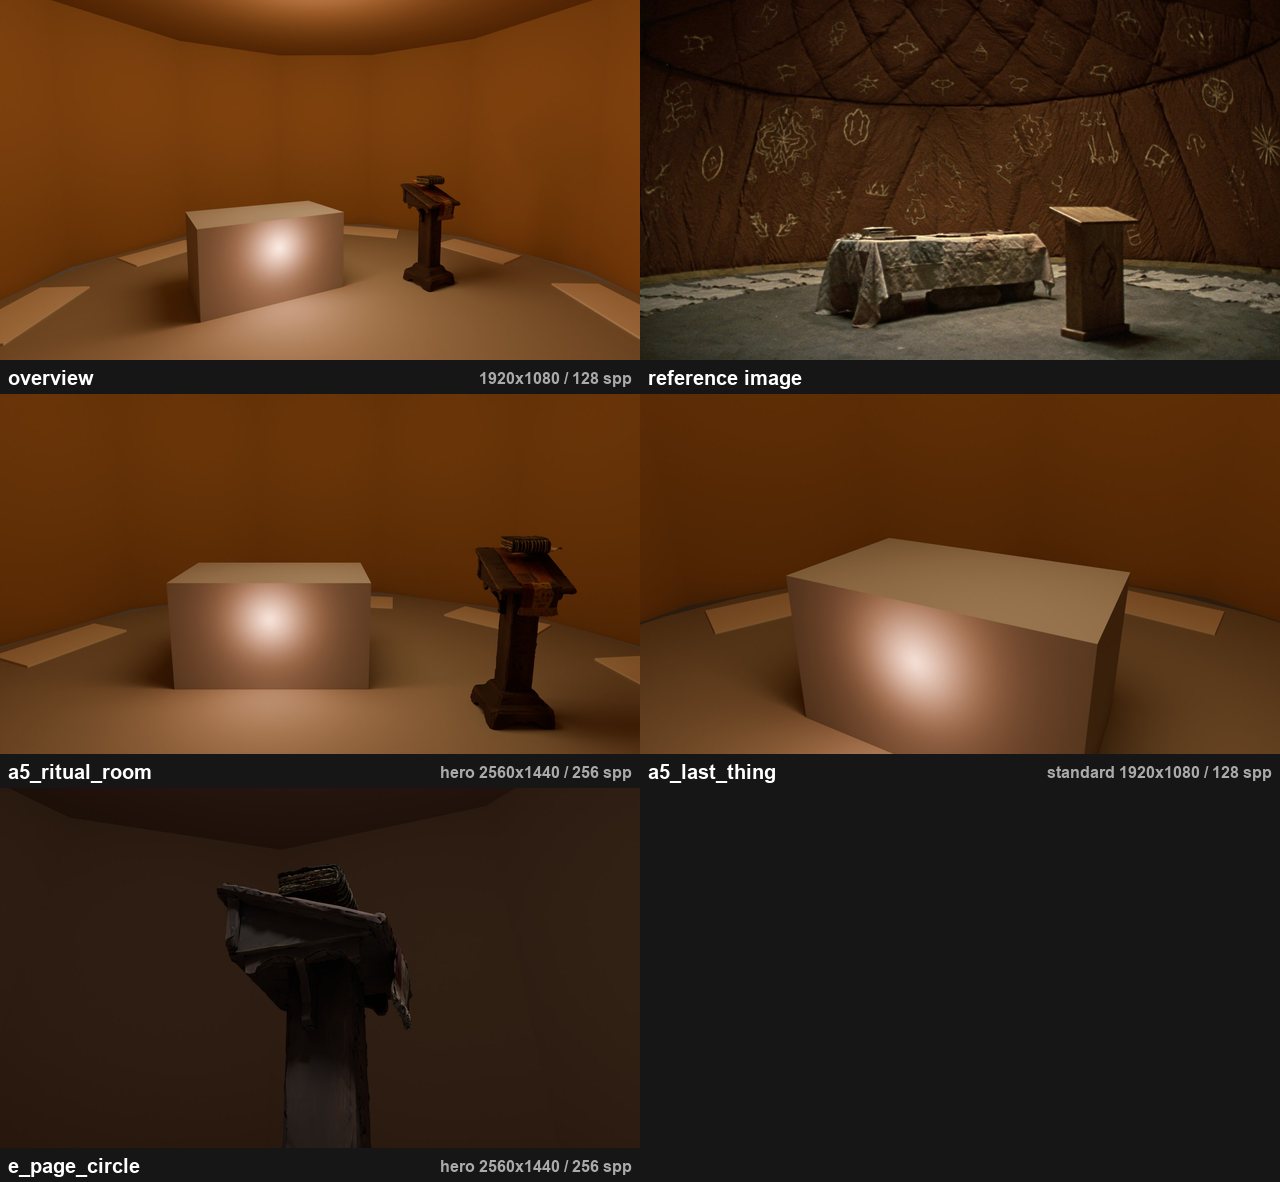 overview
1920x1080 / 128 spp
reference image
a5_ritual_room
hero 2560x1440 / 256 spp
a5_last_thing
standard 1920x1080 / 128 spp
e_page_circle
hero 2560x1440 / 256 spp